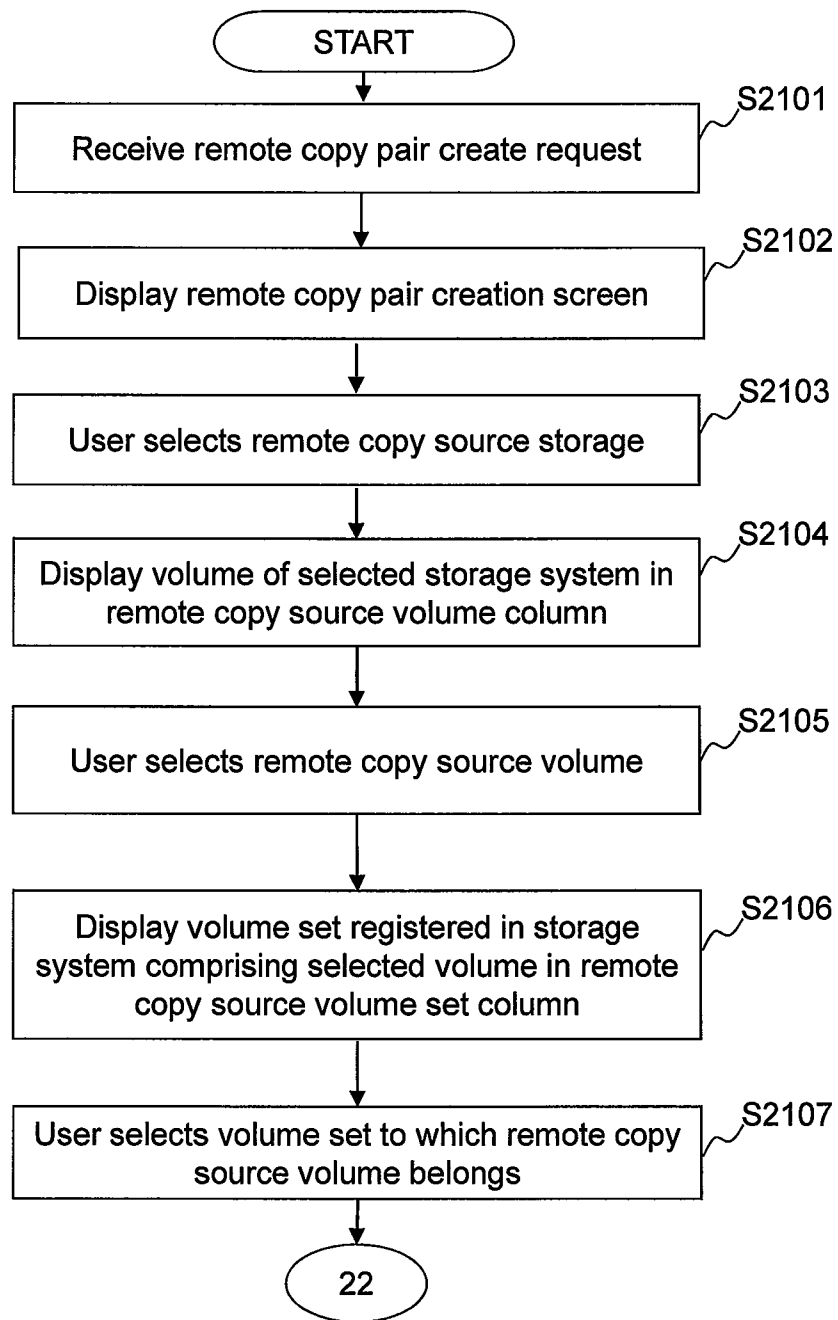 START
S2101
Receive remote copy pair create request
S2102
Display remote copy pair creation screen
S2103
User selects remote copy source storage
S2104
Display volume of selected storage system in
remote copy source volume column
S2105
User selects remote copy source volume
S2106
Display volume set registered in storage
system comprising selected volume in remote
copy source volume set column
S2107
User selects volume set to which remote copy
source volume belongs
22